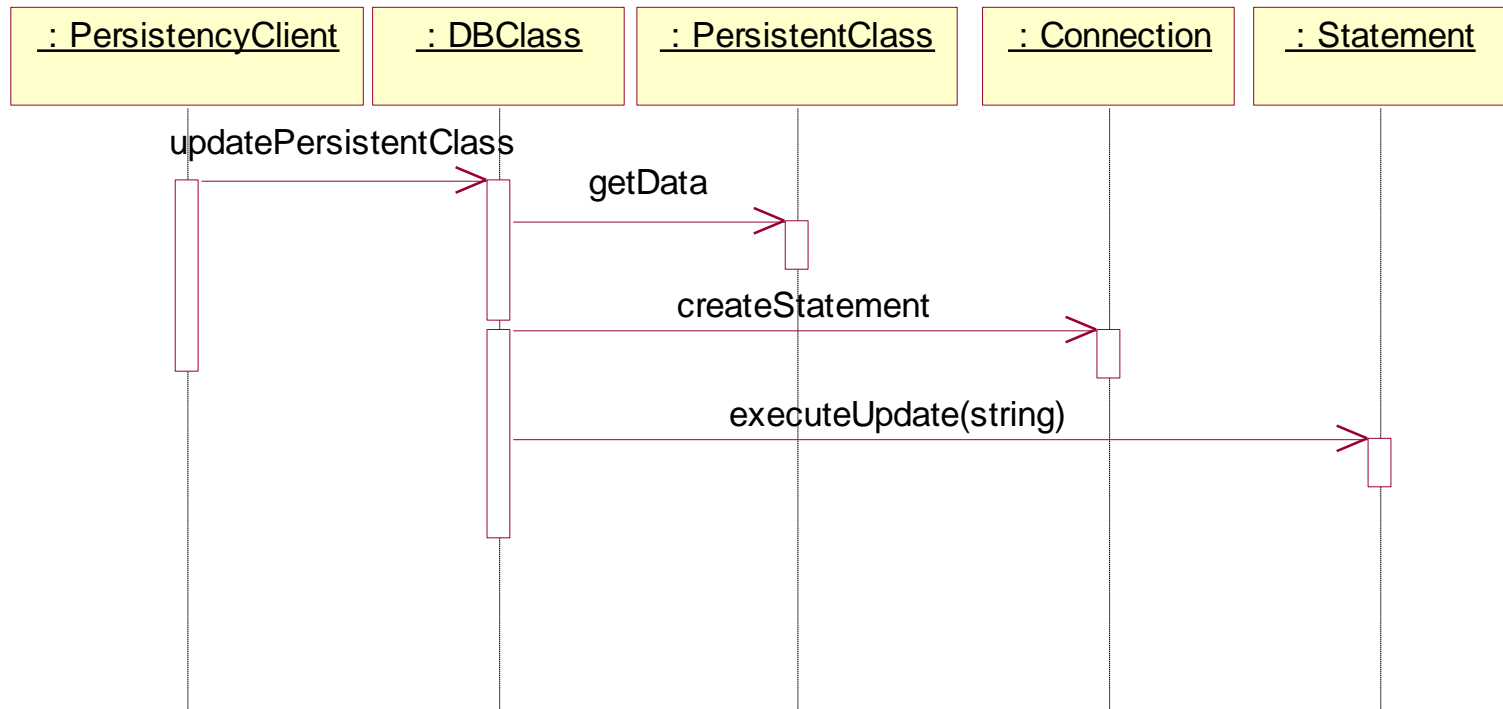 : PersistencyClient
: DBClass
: PersistentClass
: Connection
: Statement
updatePersistentClass
getData
createStatement
executeUpdate(string)